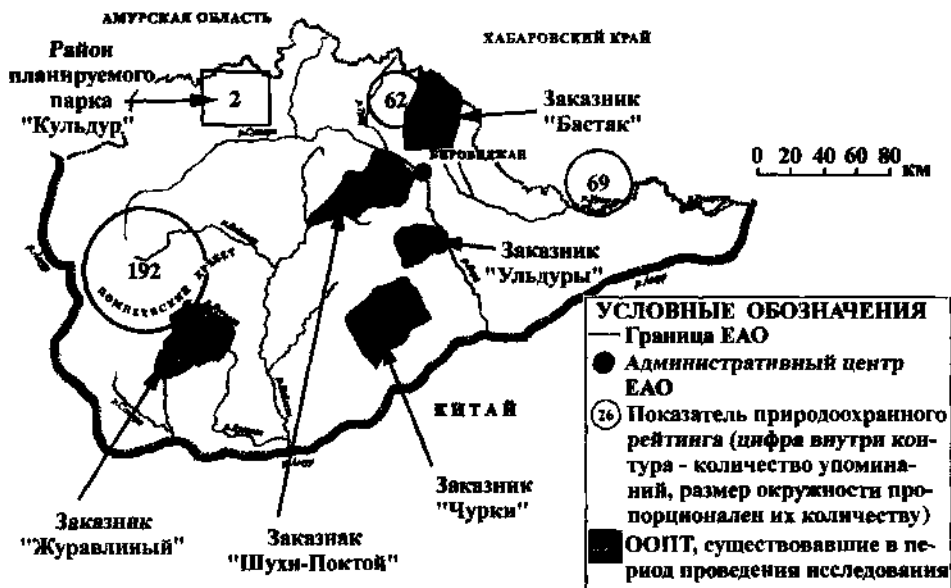 АМУРСКАЯ ОБЛАСТЬ
ХАБАРОВСКИЙ КРАЙ
Район
планируемого
парка
"Кульдур"
2
62
Заказник
"Бастак"
БИРОБИДЖАН
0 20 40 60 80
км
69
Заказник
"Ульдуры"
192
ПОМПЕЕВСКИЙ ХРЕБЕТ
КИТАЙ
Заказник
"Журавлиный"
Заказнак
"Шухи-Поктой"
Заказник
"Чурки"
УСЛОВНЫЕ ОБОЗНАЧЕНИЯ
Граница ЕАО
Административный центр
ЕАО
26 Показатель природоохранного
рейтинга (цифра внутри кон-
тура - количество упомина-
ний, размер окружности про-
порционален их количеству)
ООПТ, существовавшие в пе-
риод проведения исследования